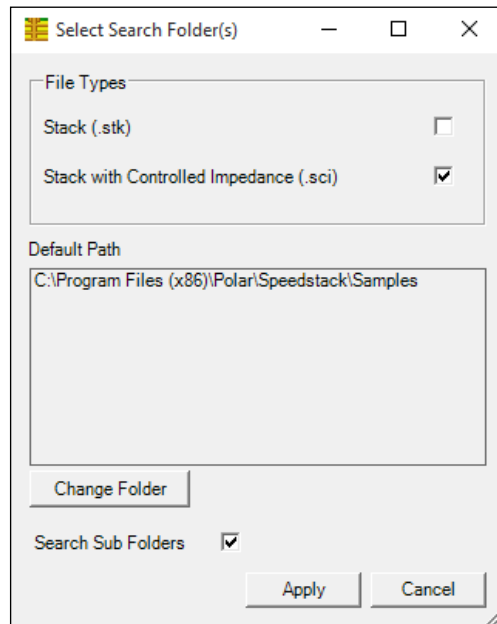 Select Search Folder(s)
File Types
Stack (.stk)
Stack with Controlled Impedance (.sci)
Default Path
C:\Program Files (x86)\Polar\Speedstack\Samples
Change Folder
Search Sub Folders
Apply Cancel